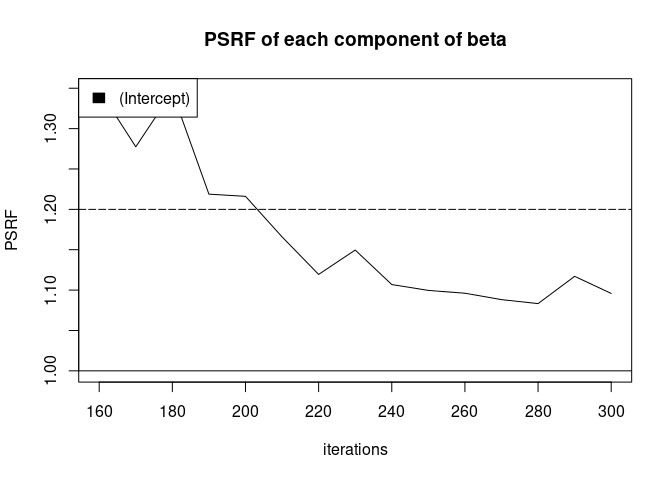 PSRF of each component of beta
(Intercept)
PSRF
1.30
1.20
1.10
1.00
160 180 200 220 240 260 280 300
iterations